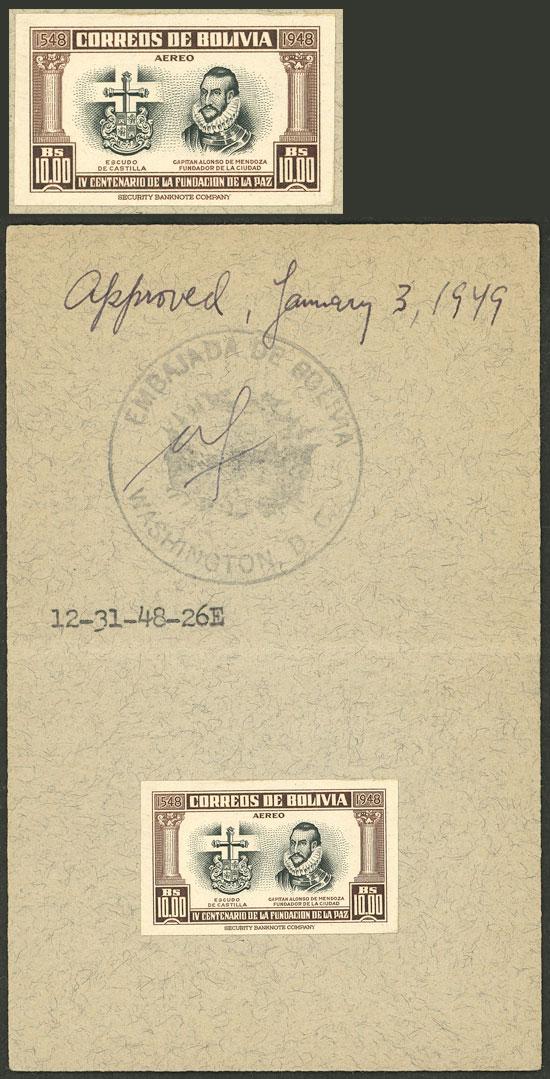 1548 CORREOS DE BOLIVIA 1948
AEREO
ESCUDO
DE CASTILLA
CAPITAN ALONSO DE MENDOZA
FUNDADOR DE LA CIUDAD
Bs 10.00
Bs 10.00
IV CENTENARIO DE LA FUNDACION DE LA PAZ
SECURITY BANKNOTE COMPANY
Approved, January 3, 1949
EMBAJADA DE BOLIVIA
WASHINGTON, D. C.
12-31-48-26E
1548 CORREOS DE BOLIVIA 1948
AEREO
ESCUDO
DE CASTILLA
CAPITAN ALONSO DE MENDOZA
FUNDADOR DE LA CIUDAD
Bs 10.00
Bs 10.00
IV CENTENARIO DE LA FUNDACION DE LA PAZ
SECURITY BANKNOTE COMPANY